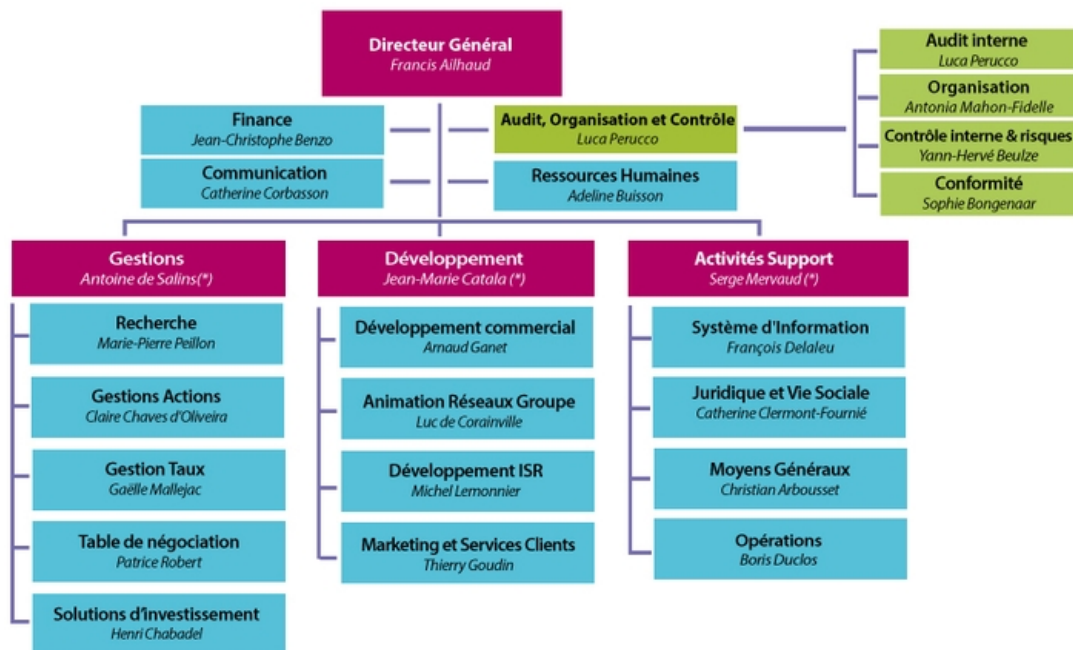 Directeur Général
Francis Ailhaud
Audit interne
Luca Perucco
Organisation
Antonia Mahon-Fidelle
Contrôle interne & risques
Yann-Hervé Beulze
Conformité
Sophie Bongenaar
Finance
Jean-Christophe Benzo
Audit, Organisation et Contrôle
Luca Perucco
Communication
Catherine Corbasson
Ressources Humaines
Adeline Buisson
Gestions
Antoine de Salins(*)
Recherche
Marie-Pierre Peillon
Gestions Actions
Claire Chaves d'Oliveira
Gestion Taux
Gaëlle Mallejac
Table de négociation
Patrice Robert
Solutions d'investissement
Henri Chabadel
Développement
Jean-Marie Catala (*)
Développement commercial
Arnaud Ganet
Animation Réseaux Groupe
Luc de Corainville
Développement ISR
Michel Lemonnier
Marketing et Services Clients
Thierry Goudin
Activités Support
Serge Mervaud (*)
Système d'Information
François Delaleu
Juridique et Vie Sociale
Catherine Clermont-Fournié
Moyens Généraux
Christian Arbousset
Opérations
Boris Duclos